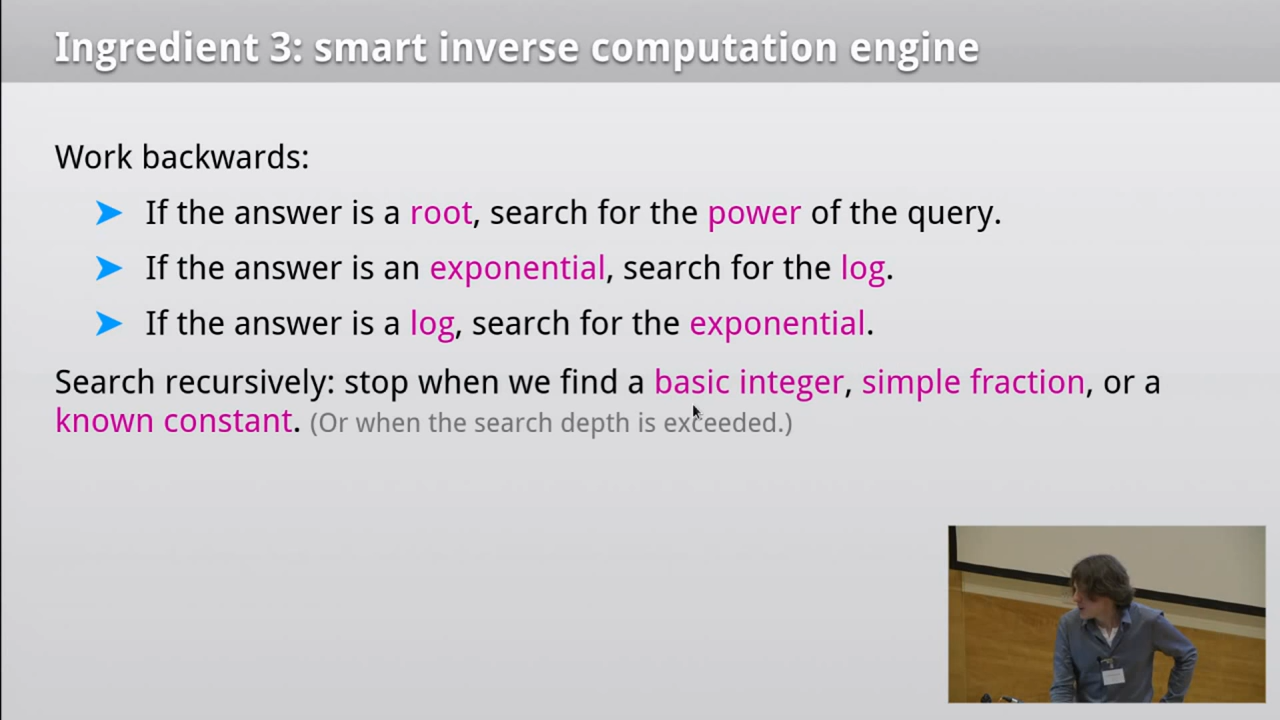 Ingredient 3: smart inverse computation engine
Work backwards:
➤ If the answer is a root, search for the power of the query.
➤ If the answer is an exponential, search for the log.
➤ If the answer is a log, search for the exponential.
Search recursively: stop when we find a basic integer, simple fraction, or a
known constant. (Or when the search depth is exceeded.)